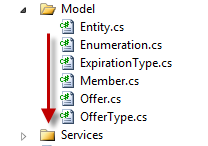 Model
Entity.cs
Enumeration.cs
ExpirationType.cs
Member.cs
Offer.cs
OfferType.cs
Services